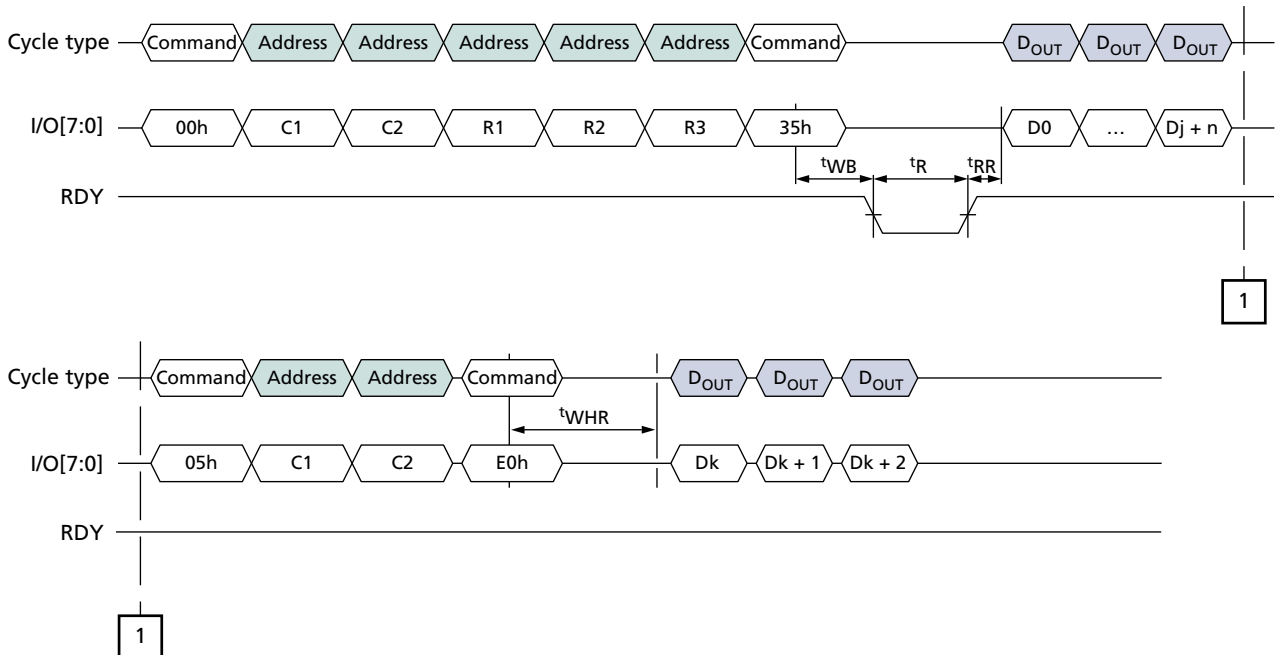 Cycle type Command Address Address Address Address Address Command DOUT DOUT DOUT
I/O[7:0] 00h C1 C2 R1 R2 R3 35h D0 … Dj + n
tWB tR tRR
RDY
1
Cycle type Command Address Address Command DOUT DOUT DOUT
tWHR
I/O[7:0] 05h C1 C2 E0h Dk Dk + 1 Dk + 2
RDY
1